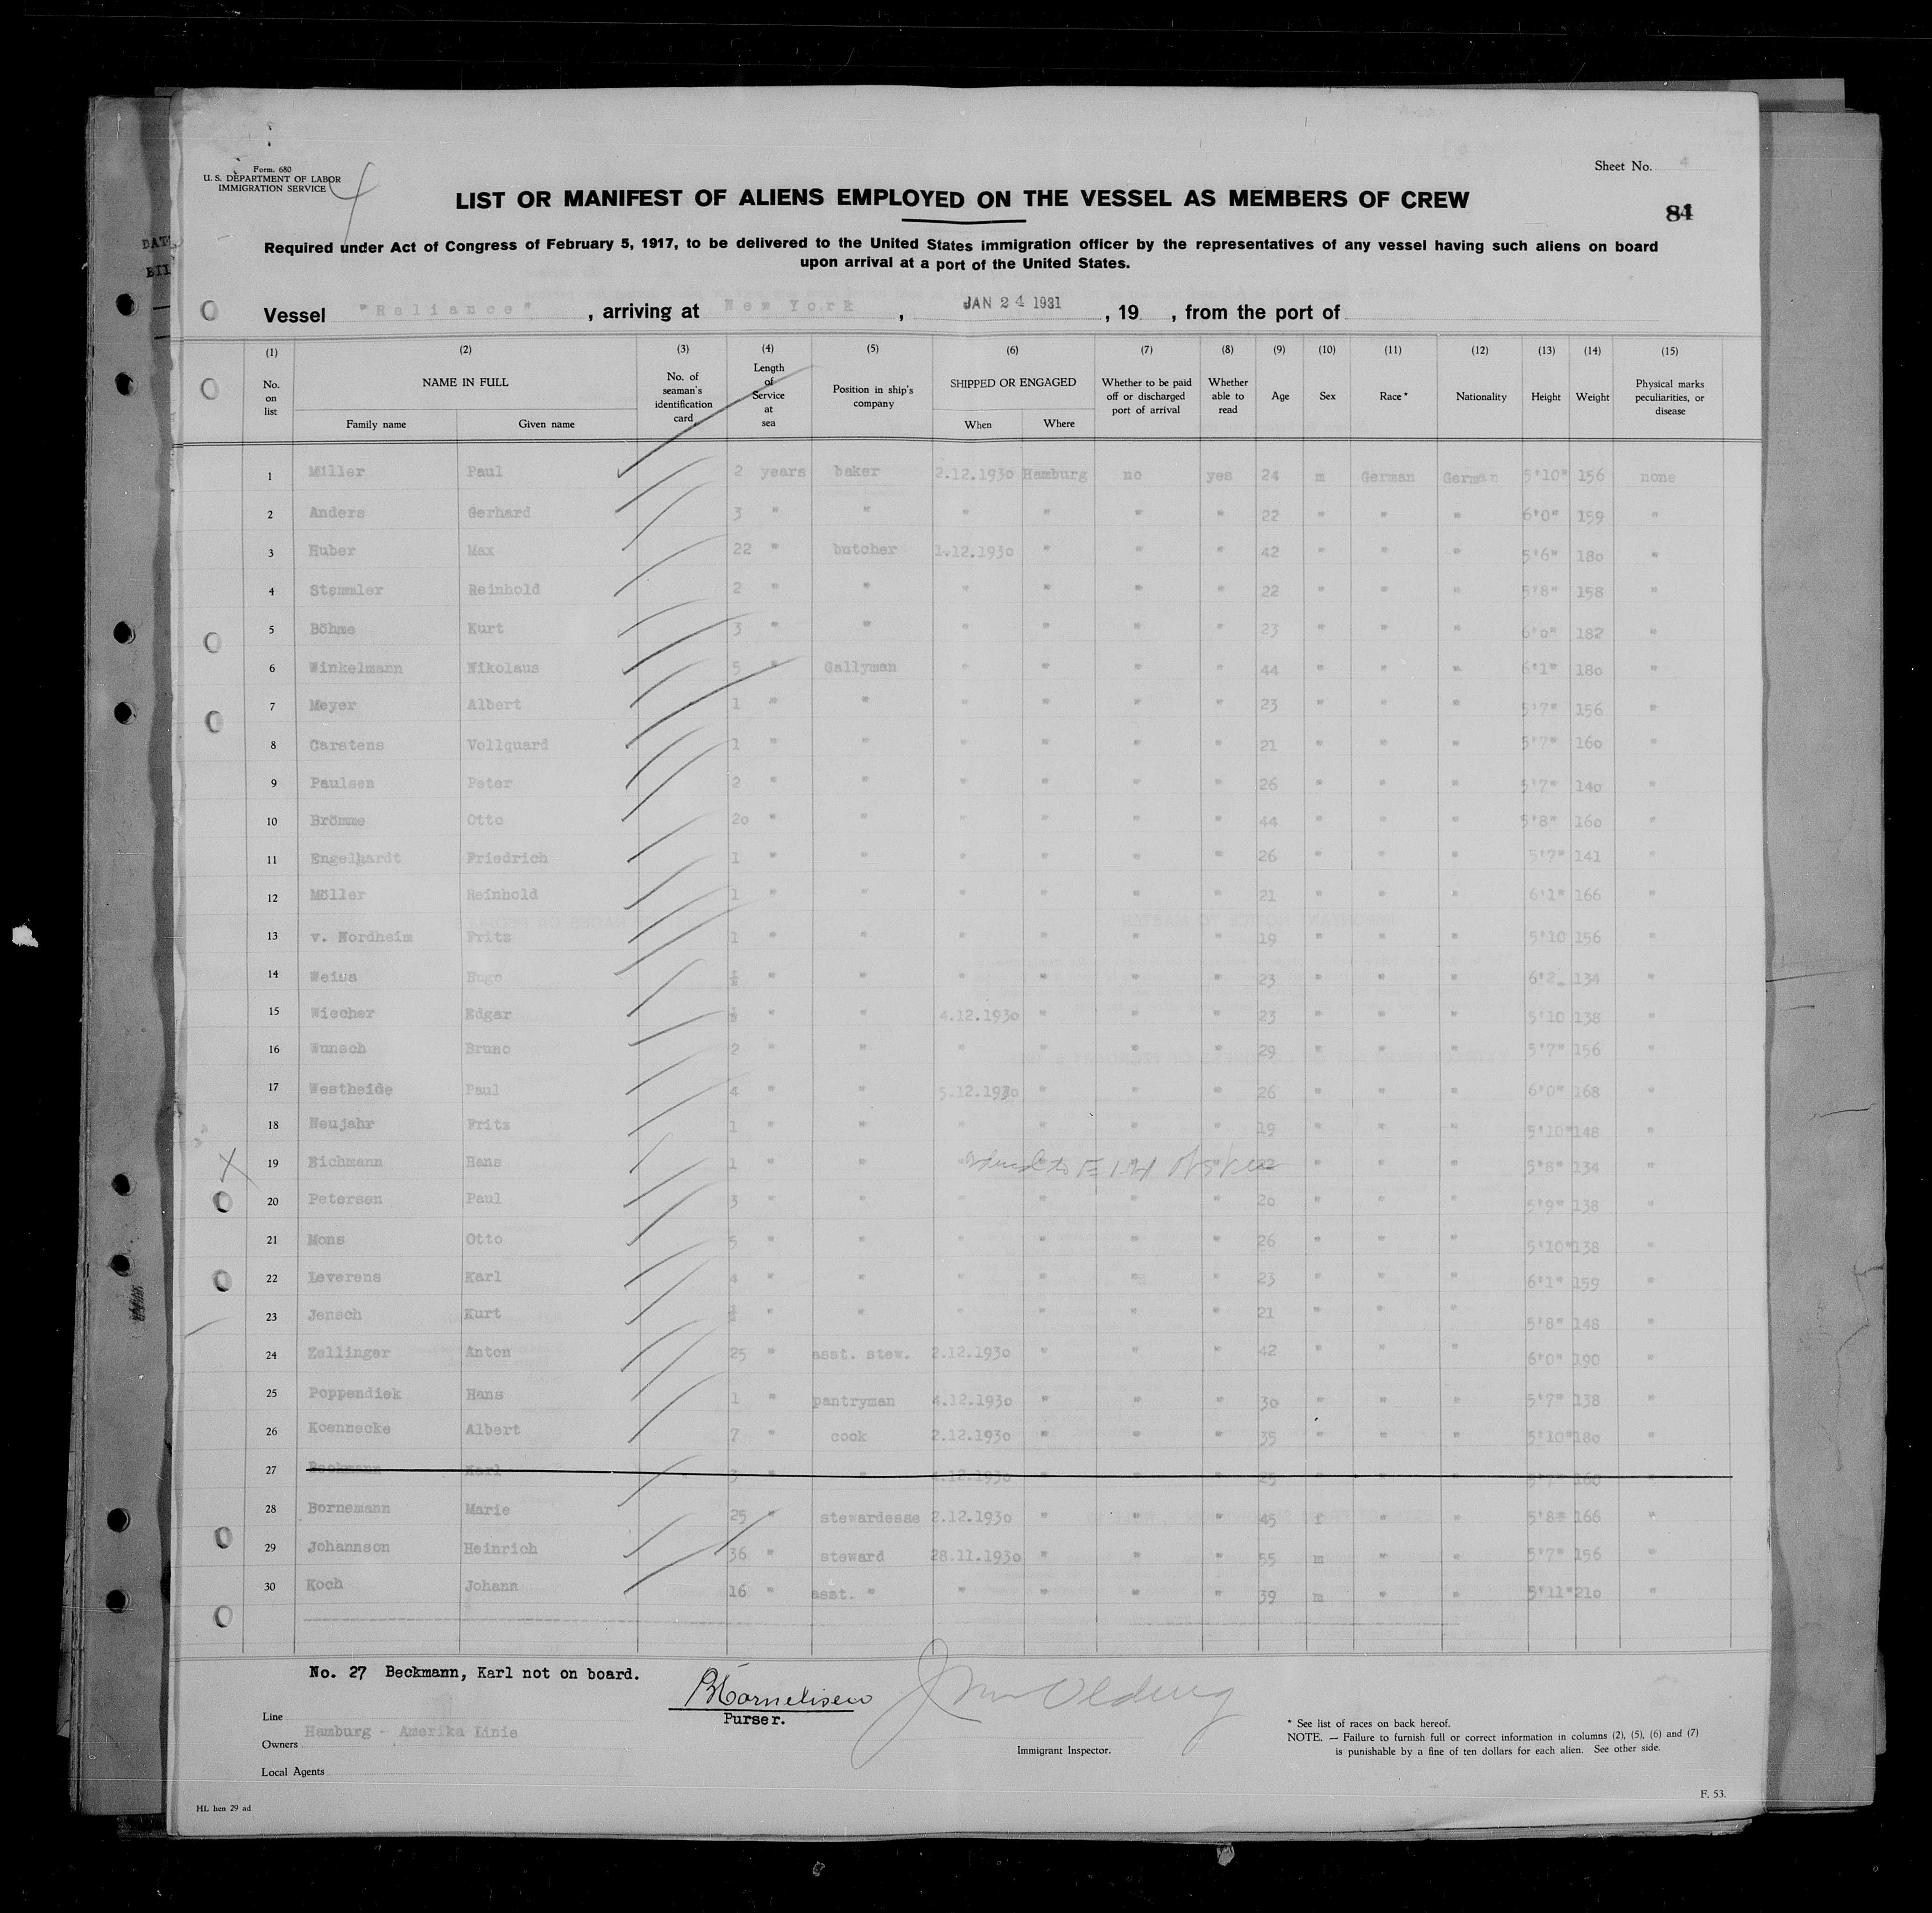 Form. 680
U. S. DEPARTMENT OF LABOR
IMMIGRATION SERVICE
Sheet No. 4
84
LIST OR MANIFEST OF ALIENS EMPLOYED ON THE VESSEL AS MEMBERS OF CREW
Required under Act of Congress of February 5, 1917, to be delivered to the United States immigration officer by the representatives of any vessel having such aliens on board
upon arrival at a port of the United States.
Vessel "Reliance" , arriving at New York , JAN 24 1931 , 19 , from the port of
(1) (2) (3) (4) (5) (6) (7) (8) (9) (10) (11) (12) (13) (14) (15)
No. on list NAME IN FULL Family name Given name No. of seaman's identification card Length of Service at sea Position in ship's company SHIPPED OR ENGAGED When Where Whether to be paid off or discharged port of arrival Whether able to read Age Sex Race* Nationality Height Weight Physical marks peculiarities, or disease
1 Miller Paul 2 years baker 2.12.1930 Hamburg no yes 24 m German German 5'10" 156 none
2 Anders Gerhard 3 " " " " " " 22 " " " 6'0" 159 "
3 Huber Max 22 " butcher 1.12.1930 " " " 42 " " " 5'6" 180 "
4 Stemmler Reinhold 2 " " " " " " 22 " " " 5'8" 158 "
5 Böhme Kurt 3 " " " " " " 23 " " " 6'0" 182 "
6 Winkelmann Nikolaus 5 " Gallyman " " " " 44 " " " 6'1" 180 "
7 Meyer Albert 1 " " " " " " 23 " " " 5'7" 156 "
8 Carstens Vollquard 1 " " " " " " 21 " " " 5'7" 160 "
9 Paulsen Peter 2 " " " " " " 26 " " " 5'7" 140 "
10 Brömme Otto 20 " " " " " " 44 " " " 5'8" 160 "
11 Engelhardt Friedrich 1 " " " " " " 26 " " " 5'7" 141 "
12 Möller Reinhold 1 " " " " " " 21 " " " 6'1" 166 "
13 v. Nordheim Fritz 1 " " " " " " 19 " " " 5'10 156 "
14 Weiss Hugo ½ " " " " " " 23 " " " 6'2" 134 "
15 Wiecher Edgar ½ " " 4.12.1930 " " " 23 " " " 5'10 138 "
16 Wunsch Bruno 2 " " " " " " 29 " " " 5'7" 156 "
17 Westheide Paul 4 " " 5.12.1930 " " " 26 " " " 6'0" 168 "
18 Neujahr Fritz 1 " " " " " " 19 " " " 5'10" 148 "
19 Eichmann Hans 1 " " " 22 " " " 5'8" 134 "
20 Petersen Paul 3 " " " " " " 20 " " " 5'9" 138 "
21 Mons Otto 5 " " " " " " 26 " " " 5'10" 138 "
22 Leverens Karl 4 " " " " " " 23 " " " 6'1" 159 "
23 Jensch Kurt ½ " " " " " " 21 " " " 5'8" 148 "
24 Zellinger Anton 25 " asst. stew. 2.12.1930 " " " 42 " " " 6'0" 190 "
25 Poppendiek Hans 1 " pantryman 4.12.1930 " " " 30 " " " 5'7" 138 "
26 Koennecke Albert 7 " cook 2.12.1930 " " " 35 " " " 5'10" 180 "
27 Beckmann Karl 3 " " .12.1930 " " " 25 " " " 5'7" 160 "
28 Bornemann Marie 25 " stewardesse 2.12.1930 " " " 45 f " " 5'8" 166 "
29 Johannson Heinrich 36 " steward 28.11.1930 " " " 55 m " " 5'7" 156 "
30 Koch Johann 16 " asst. " " " " " 39 m " " 5'11" 210 "
No. 27 Beckmann, Karl not on board.
Purser.
Line
Hamburg - Amerika Linie
Owners
Local Agents
Immigrant Inspector.
* See list of races on back hereof.
NOTE. — Failure to furnish full or correct information in columns (2), (5), (6) and (7)
is punishable by a fine of ten dollars for each alien. See other side.
HL hen 29 ad
F. 53.